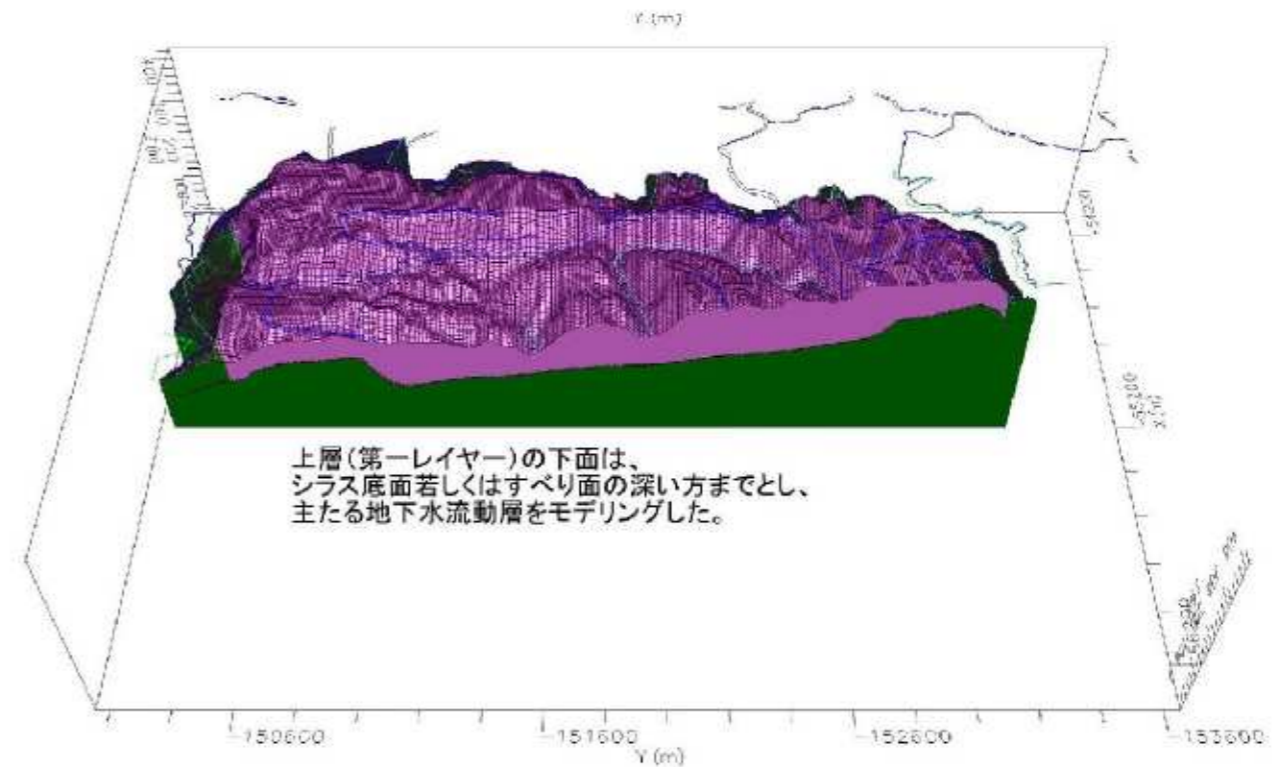 Y (m)
上層(第一レイヤー)の下面は、
シラス底面若しくはすべり面の深い方までとし、
主たる地下水流動層をモデリングした。
-150600
-151600
-152600
-153600
Y (m)